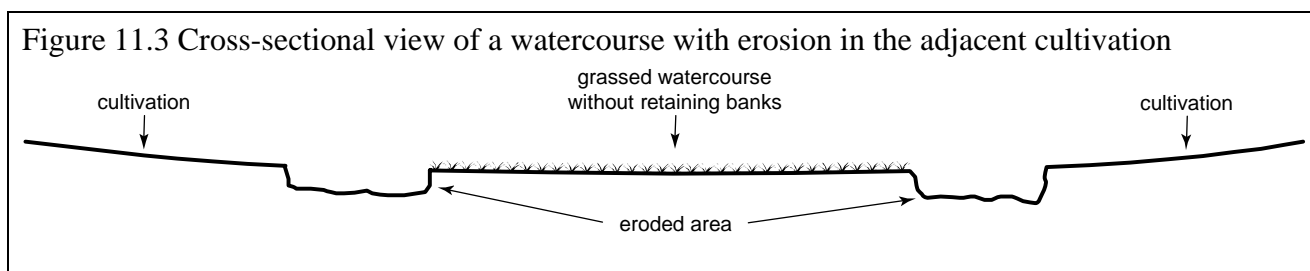 Figure 11.3 Cross-sectional view of a watercourse with erosion in the adjacent cultivation
grassed watercourse
without retaining banks
cultivation
cultivation
eroded area